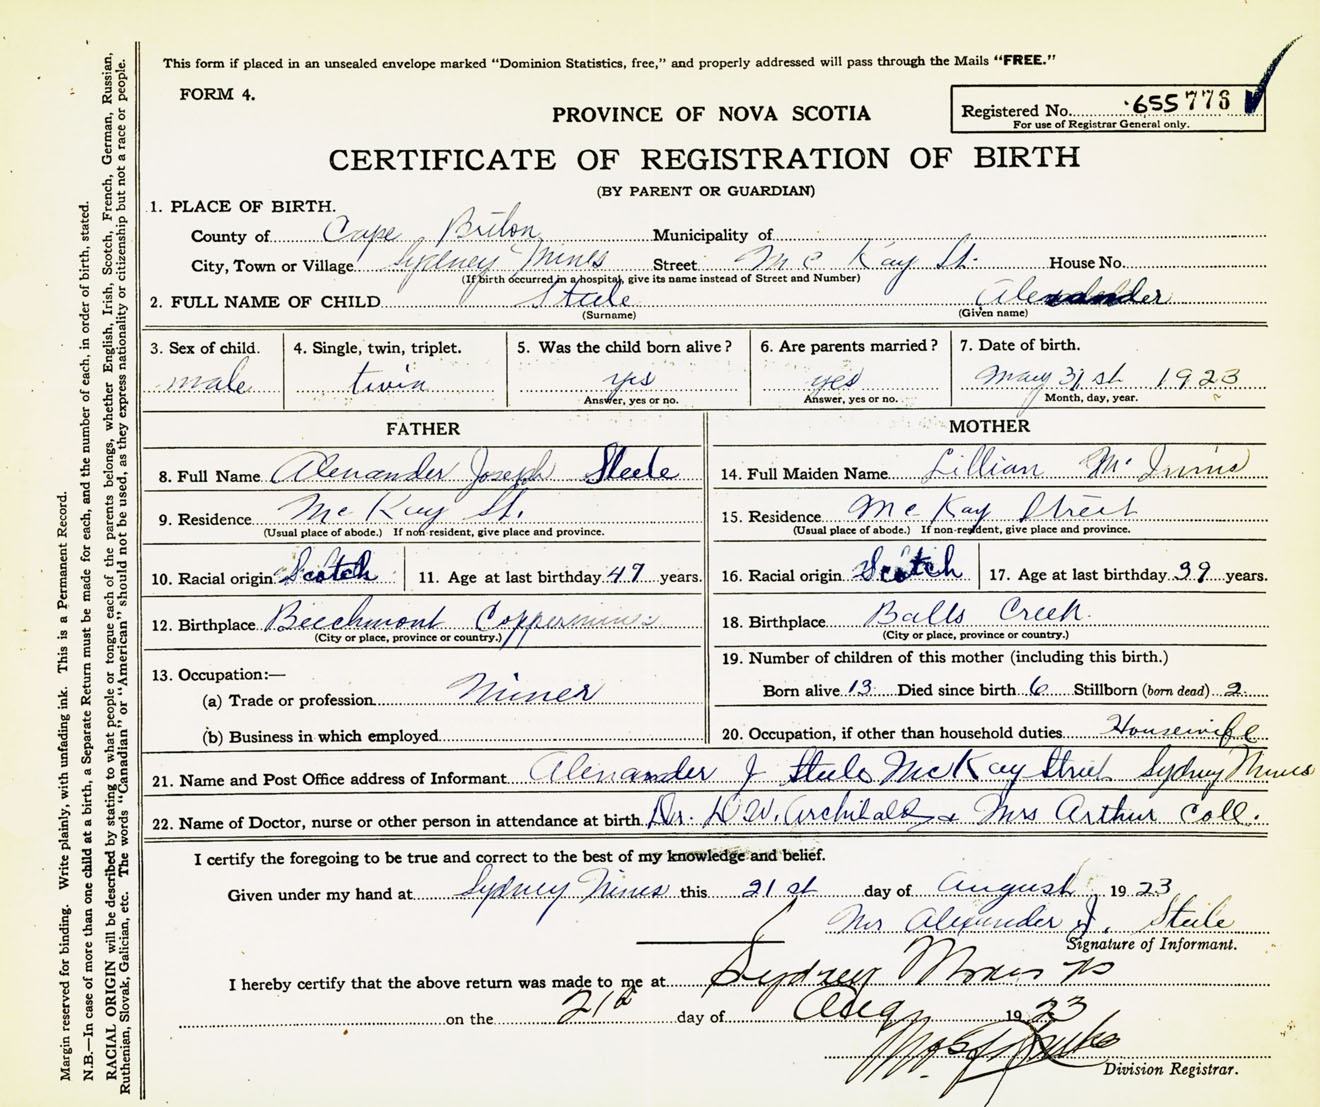 This form if placed in an unsealed envelope marked "Dominion Statistics, free," and properly addressed will pass through the Mails "FREE."
FORM 4.
PROVINCE OF NOVA SCOTIA
Registered No. 655776
For use of Registrar General only.
CERTIFICATE OF REGISTRATION OF BIRTH
(BY PARENT OR GUARDIAN)
1. PLACE OF BIRTH.
County of Cape Briton Municipality of
City, Town or Village Sydney Mines Street Mc Kay St. House No.
(If birth occurred in a hospital, give its name instead of Street and Number)
2. FULL NAME OF CHILD Steele Alexander
(Surname) (Given name)
3. Sex of child. 4. Single, twin, triplet. 5. Was the child born alive? 6. Are parents married? 7. Date of birth.
male twin yes yes May 31st 1923
Answer, yes or no. Answer, yes or no. Month, day, year.
FATHER MOTHER
8. Full Name Alexander Joseph Steele 14. Full Maiden Name Lillian Mc Innis
9. Residence Mc Kay St. 15. Residence Mc Kay Street
(Usual place of abode.) If non-resident, give place and province. (Usual place of abode.) If non-resident, give place and province.
10. Racial origin Scotch 11. Age at last birthday 47 years. 16. Racial origin Scotch 17. Age at last birthday 39 years.
12. Birthplace Beechmont Coppermines 18. Birthplace Balls Creek
(City or place, province or country.) (City or place, province or country.)
13. Occupation:— 19. Number of children of this mother (including this birth.)
(a) Trade or profession Miner Born alive 13 Died since birth 6 Stillborn (born dead) 2
(b) Business in which employed 20. Occupation, if other than household duties Housewife
21. Name and Post Office address of Informant Alexander J Steele McKay Street Sydney Mines
22. Name of Doctor, nurse or other person in attendance at birth Dr. D W. Archibald & Mrs Arthur Coll.
I certify the foregoing to be true and correct to the best of my knowledge and belief.
Given under my hand at Sydney Mines this 21st day of August 1923
Mr Alexander J. Steele
Signature of Informant.
I hereby certify that the above return was made to me at Sydney Mines NS
on the 21st day of Aug 1923
Division Registrar.
Margin reserved for binding. Write plainly, with unfading ink. This is a Permanent Record.
N.B.—In case of more than one child at a birth, a Separate Return must be made for each, and the number of each, in order of birth, stated.
RACIAL ORIGIN will be described by stating to what people or tongue each of the parents belongs, whether English, Irish, Scotch, French, German, Russian,
Ruthenian, Slovak, Galician, etc. The words "Canadian" or "American" should not be used, as they express nationality or citizenship but not a race or people.